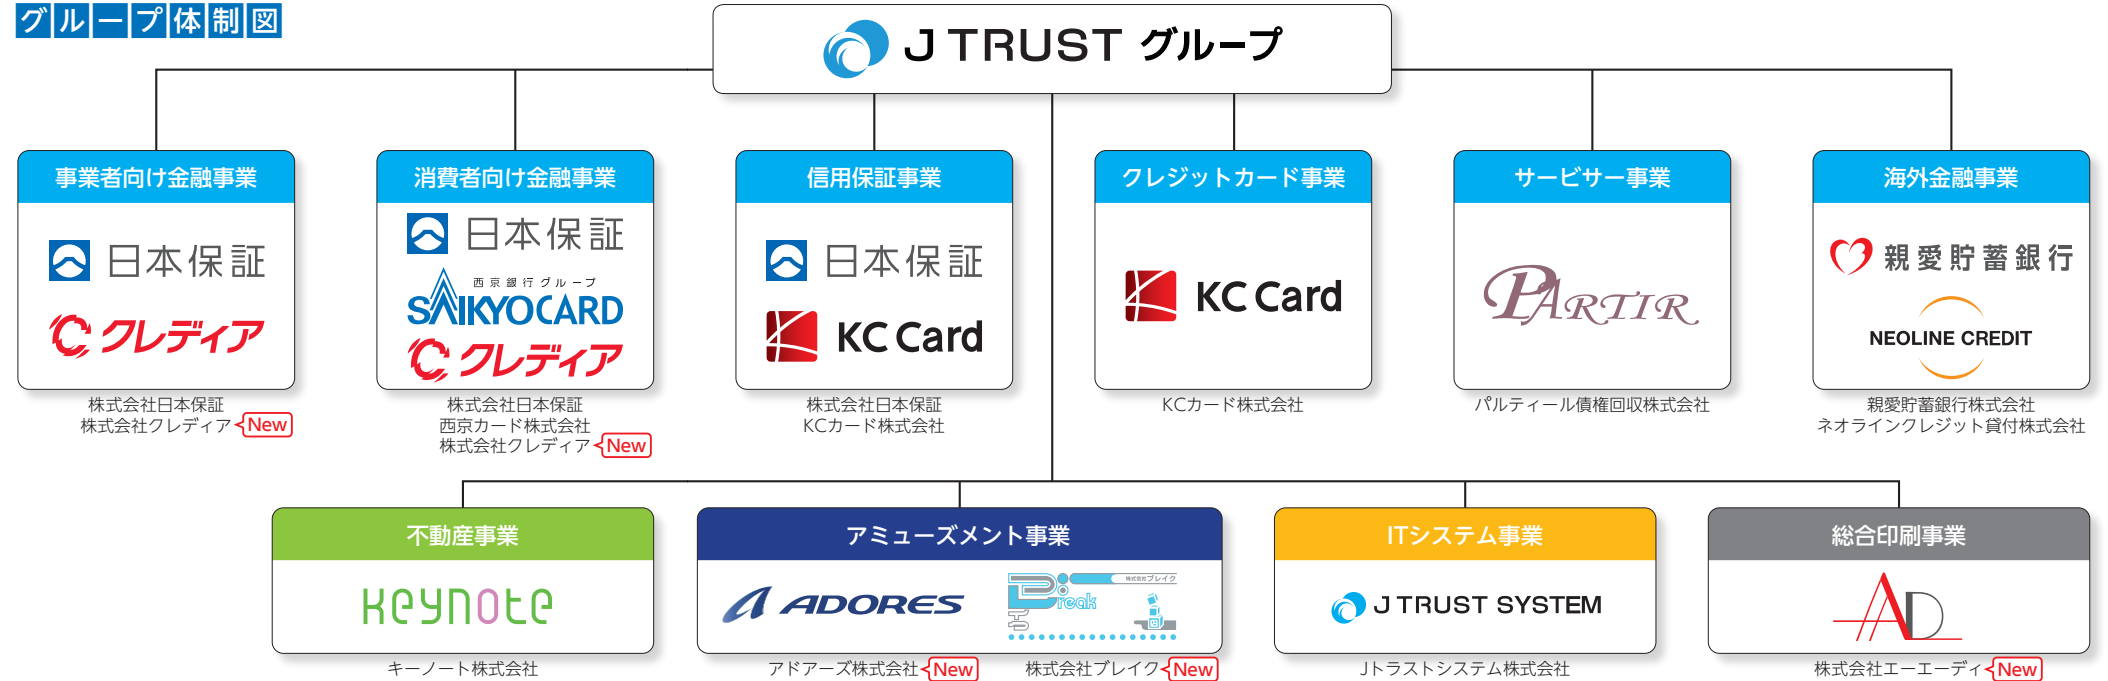 グループ体制図
J TRUST グループ
事業者向け金融事業
日本保証
クレディア
株式会社日本保証
株式会社クレディア New
消費者向け金融事業
日本保証
西京銀行グループ
SAIKYOCARD
クレディア
株式会社日本保証
西京カード株式会社
株式会社クレディア New
信用保証事業
日本保証
KC Card
株式会社日本保証
KCカード株式会社
クレジットカード事業
KC Card
KCカード株式会社
サービサー事業
PARTIR
パルティール債権回収株式会社
海外金融事業
親愛貯蓄銀行
NEOLINE CREDIT
親愛貯蓄銀行株式会社
ネオラインクレジット貸付株式会社
不動産事業
keynote
キーノート株式会社
アミューズメント事業
ADORES
アドアーズ株式会社 New
株式会社ブレイク
Break
株式会社ブレイク New
ITシステム事業
J TRUST SYSTEM
Jトラストシステム株式会社
総合印刷事業
AD
株式会社エーエーディ New